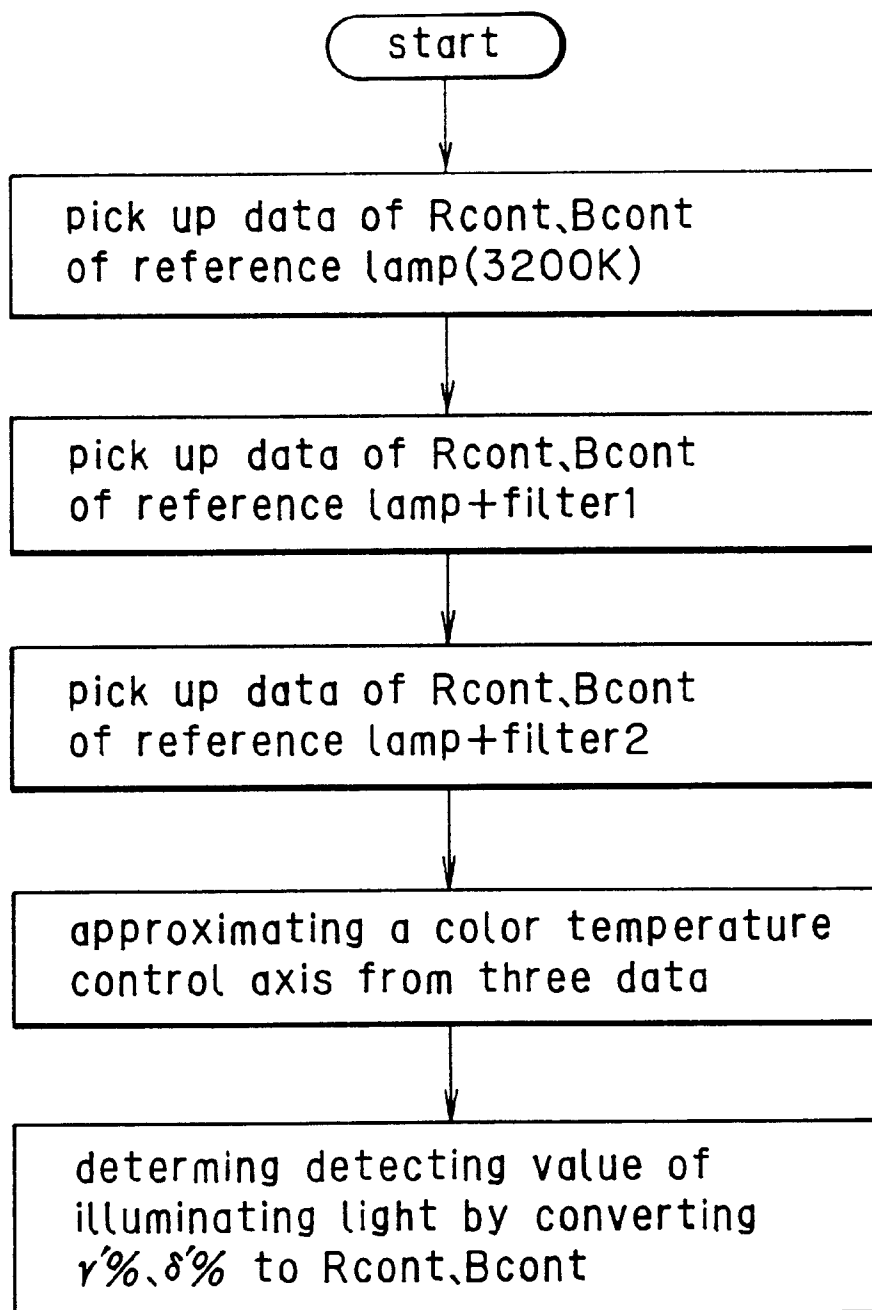 start
pick up data of Rcont、Bcont
of reference lamp(3200K)
pick up data of Rcont、Bcont
of reference lamp+filter1
pick up data of Rcont、Bcont
of reference lamp+filter2
approximating a color temperature
control axis from three data
determing detecting value of
illuminating light by converting
γ'%、δ'% to Rcont、Bcont